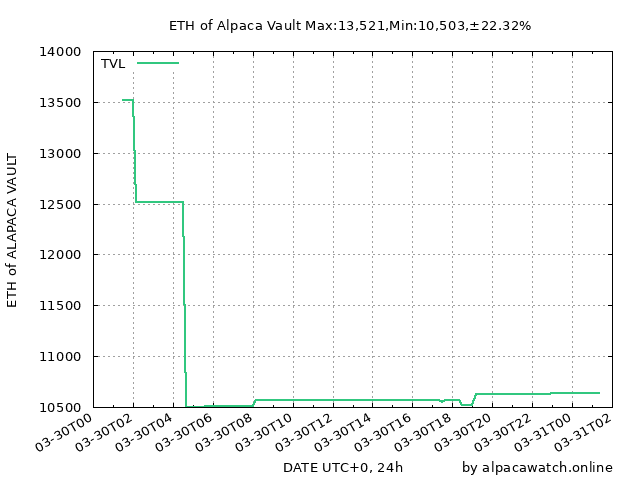 ETH of Alpaca Vault Max:13,521,Min:10,503,±22.32%
14000
TVL
13500
13000
12500
12000
11500
11000
10500
ETH of ALAPACA VAULT
03-30T00
03-30T02
03-30T04
03-30T06
03-30T08
03-30T10
03-30T12
03-30T14
03-30T16
03-30T18
03-30T20
03-30T22
03-31T00
03-31T02
DATE UTC+0, 24h
by alpacawatch.online